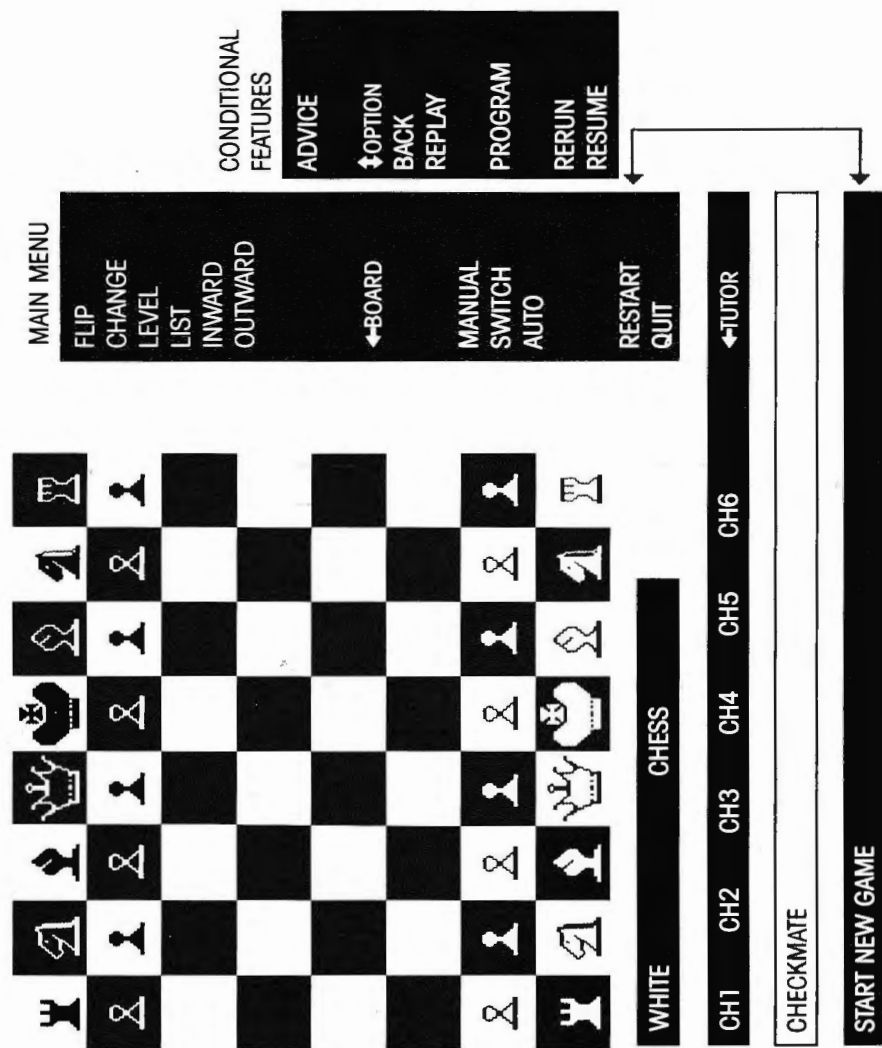 MAIN MENU
FLIP
CHANGE
LEVEL
LIST
INWARD
OUTWARD
←BOARD
MANUAL
SWITCH
AUTO
RESTART
QUIT
CONDITIONAL
FEATURES
ADVICE
↕OPTION
BACK
REPLAY
PROGRAM
RERUN
RESUME
WHITE CHESS
CH1 CH2 CH3 CH4 CH5 CH6 ←TUTOR
CHECKMATE
START NEW GAME